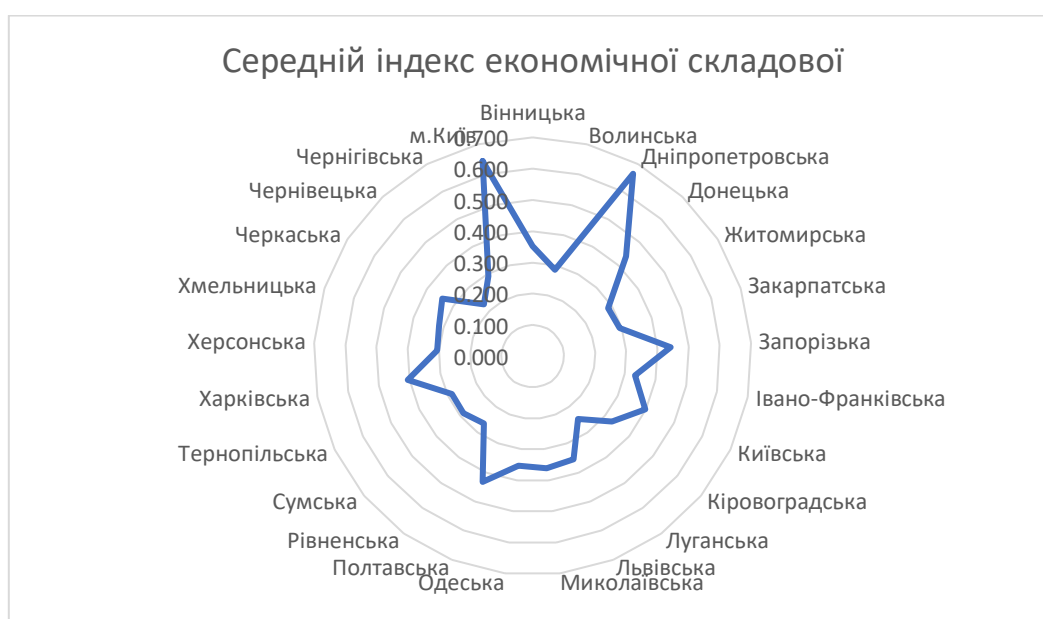 Середній індекс економічної складової
Вінницька
Волинська
Дніпропетровська
Донецька
Житомирська
Закарпатська
Запорізька
Івано-Франківська
Київська
Кіровоградська
Луганська
Львівська
Миколаївська
Одеська
Полтавська
Рівненська
Сумська
Тернопільська
Харківська
Херсонська
Хмельницька
Черкаська
Чернівецька
Чернігівська
м.Київ
0.700
0.600
0.500
0.400
0.300
0.200
0.100
0.000